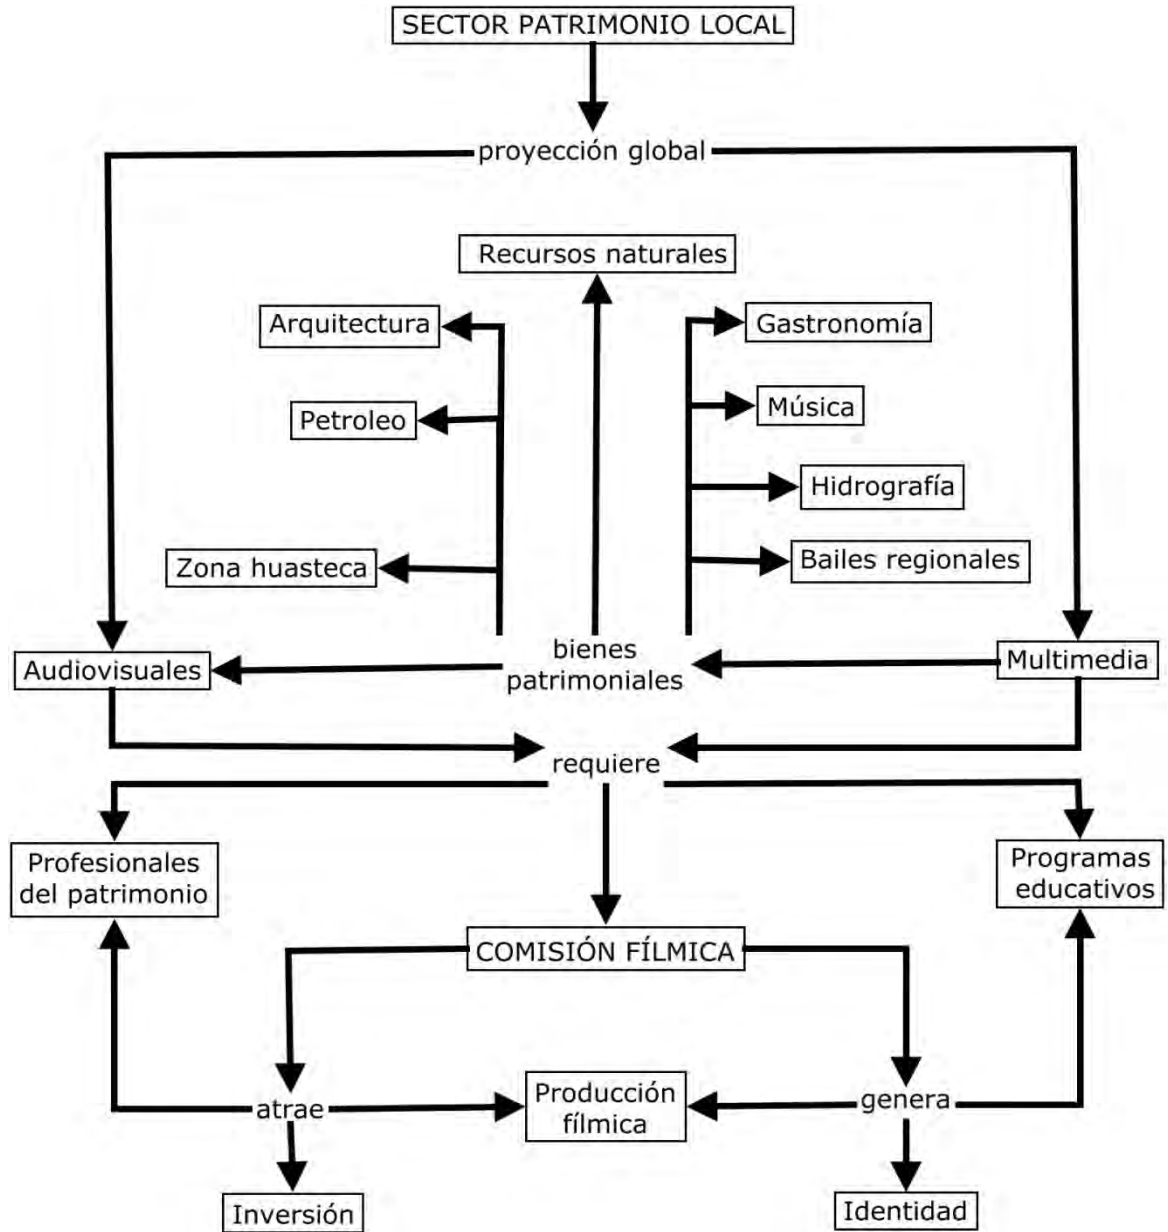 SECTOR PATRIMONIO LOCAL
proyección global
Recursos naturales
Arquitectura
Gastronomía
Petroleo
Música
Hidrografía
Zona huasteca
Bailes regionales
Audiovisuales
bienes
patrimoniales
Multimedia
requiere
Profesionales
del patrimonio
Programas
educativos
COMISIÓN FÍLMICA
atrae
Producción
fílmica
genera
Inversión
Identidad